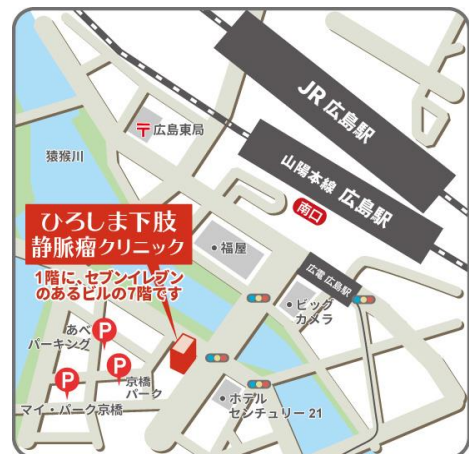 JR広島駅
山陽本線 広島駅
南口
〒広島東局
猿猴川
ひろしま下肢
静脈瘤クリニック
1階に、セブンイレブン
のあるビルの7階です
福屋
広電 広島駅
ビック
カメラ
あべ
パーキング
P
P
京橋
パーク
P
マイ・パーク京橋
ホテル
センチュリー 21